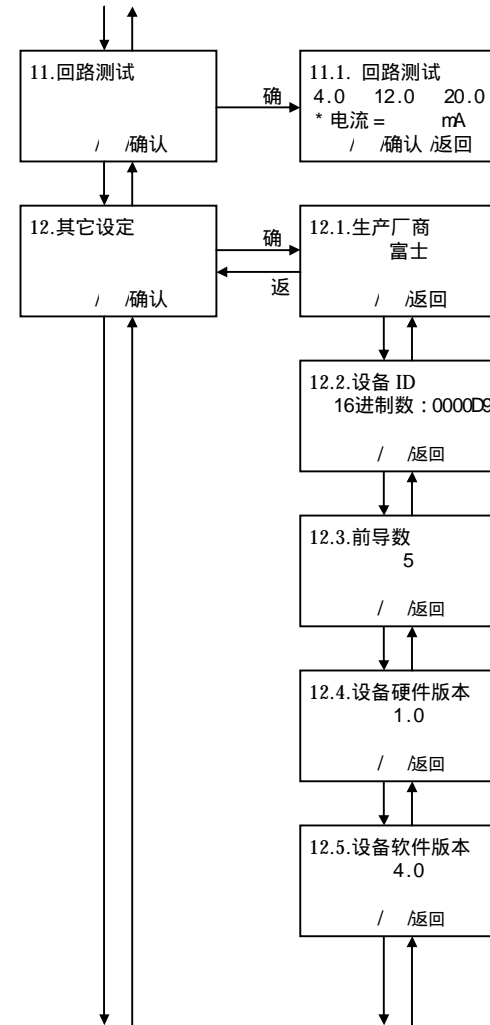 11.回路测试
/ /确认
确
11.1. 回路测试
4.0 12.0 20.0
* 电流 = mA
/ /确认 /返回
12.其它设定
/ /确认
确
返
12.1.生产厂商
富士
/ /返回
12.2.设备 ID
16进制数：0000D9
/ /返回
12.3.前导数
5
/ /返回
12.4.设备硬件版本
1.0
/ /返回
12.5.设备软件版本
4.0
/ /返回